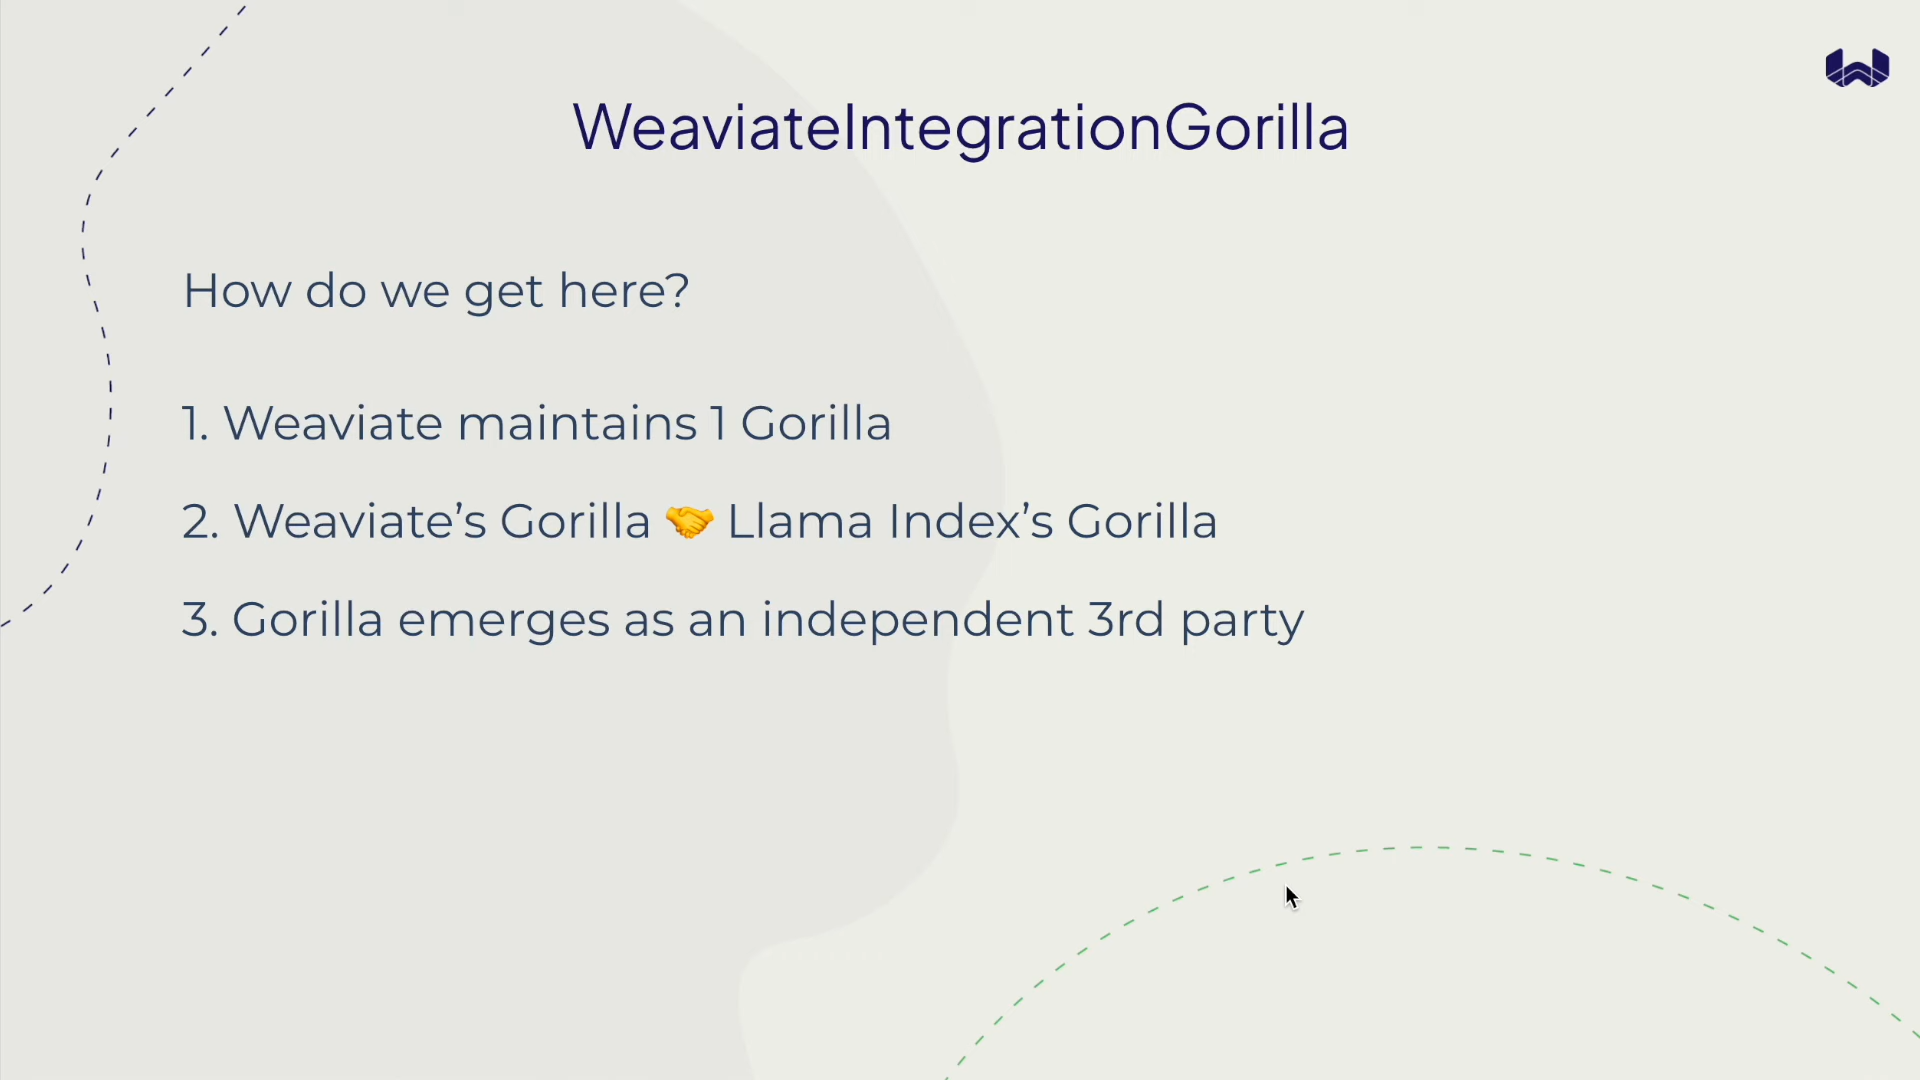 WeaviateIntegrationGorilla
How do we get here?
1. Weaviate maintains 1 Gorilla
2. Weaviate’s Gorilla 🤝 Llama Index’s Gorilla
3. Gorilla emerges as an independent 3rd party